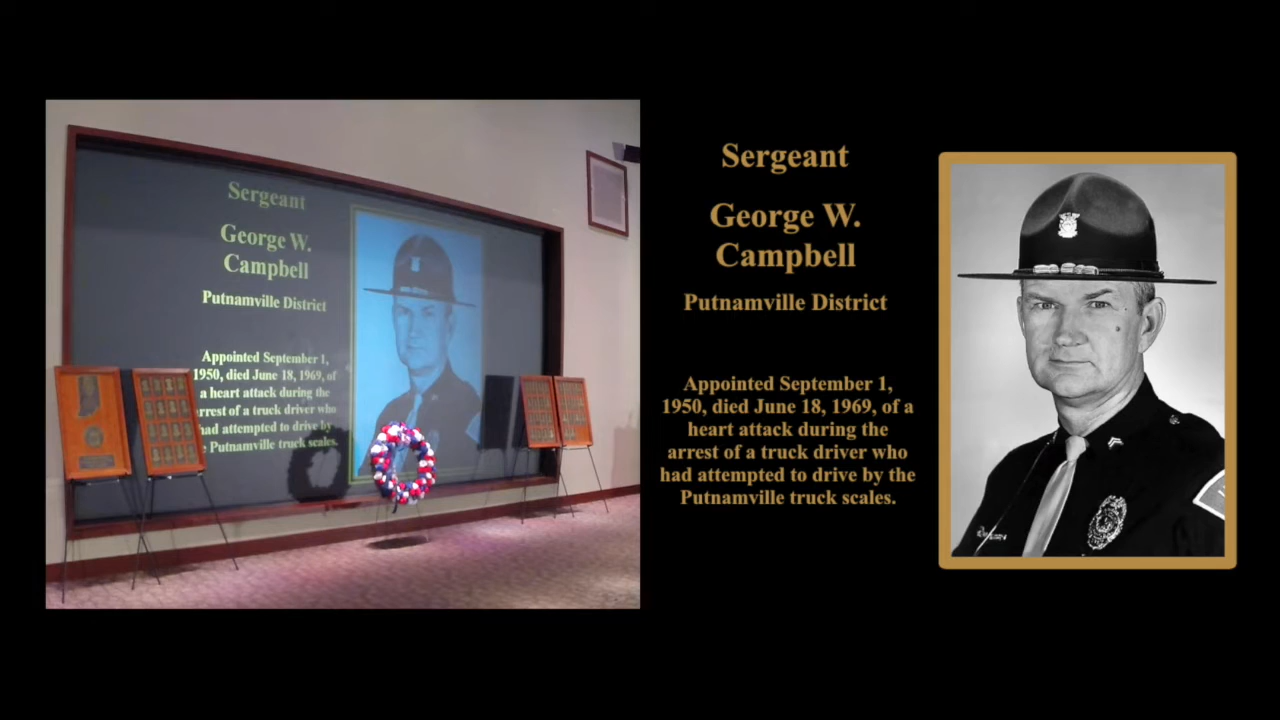 Sergeant
George W.
Campbell
Putnamville District
Appointed September 1,
1950, died June 18, 1969, of
a heart attack during the
rrest of a truck driver who
had attempted to drive by
e Putnamville truck scales.
Sergeant
George W.
Campbell
Putnamville District
Appointed September 1,
1950, died June 18, 1969, of a
heart attack during the
arrest of a truck driver who
had attempted to drive by the
Putnamville truck scales.